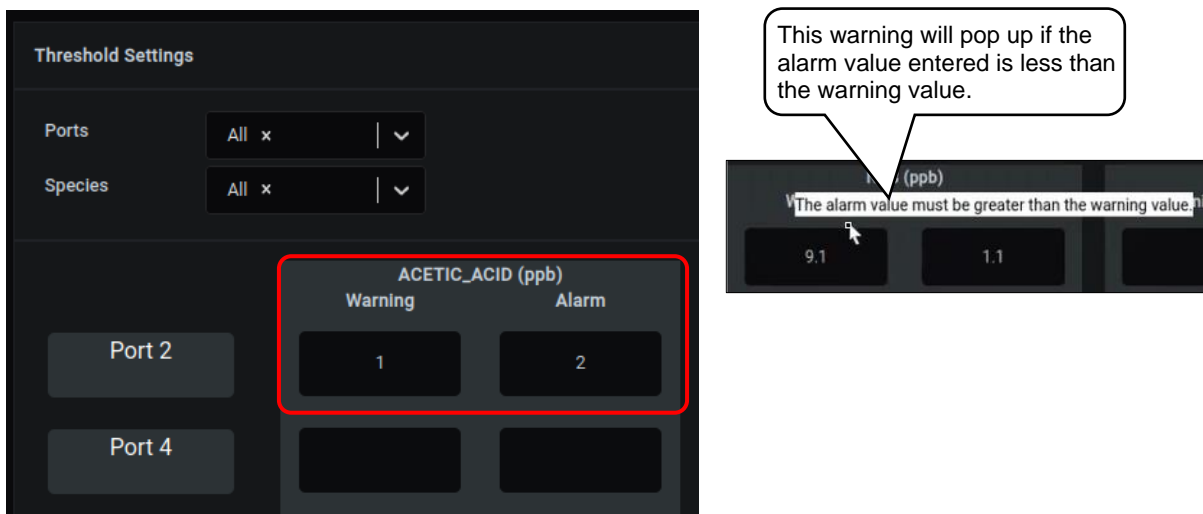 Threshold Settings
Ports
All ×
Species
All ×
ACETIC_ACID (ppb)
Warning Alarm
Port 2
1 2
Port 4
This warning will pop up if the
alarm value entered is less than
the warning value.
(ppb)
The alarm value must be greater than the warning value.
9.1 1.1